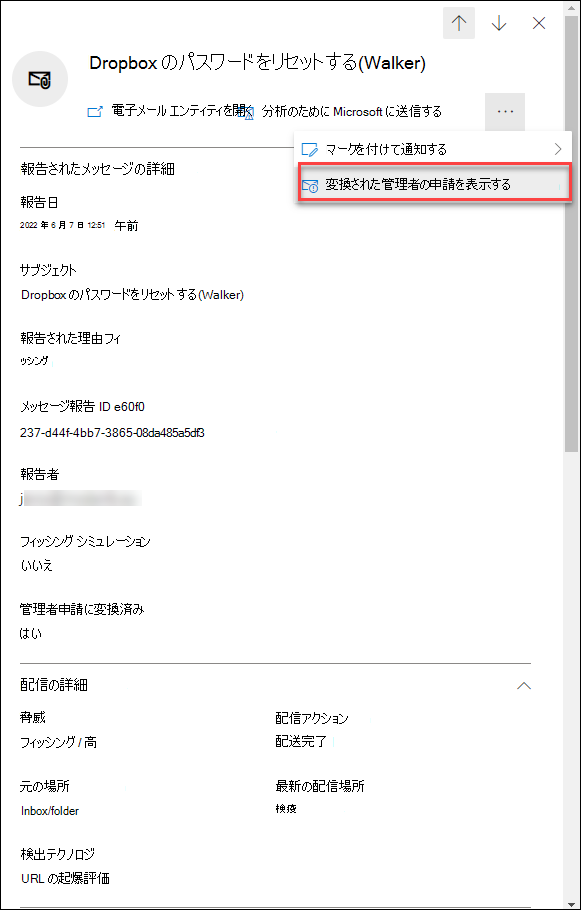 Dropbox のパスワードをリセットする(Walker)
電子メール エンティティを開く 分析のために Microsoft に送信する
マークを付けて通知する
変換された管理者の申請を表示する
報告されたメッセージの詳細
報告日
2022 年 6 月 7 日 12:51 午前
サブジェクト
Dropbox のパスワードをリセットする(Walker)
報告された理由フィ
ッシング
メッセージ報告 ID e60f0
237-d44f-4bb7-3865-08da485a5df3
報告者
j
フィッシング シミュレーション
いいえ
管理者申請に変換済み
はい
配信の詳細
脅威 配信アクション
フィッシング / 高 配送完了
元の場所 最新の配信場所
Inbox/folder 検疫
検出テクノロジ
URL の起爆評価